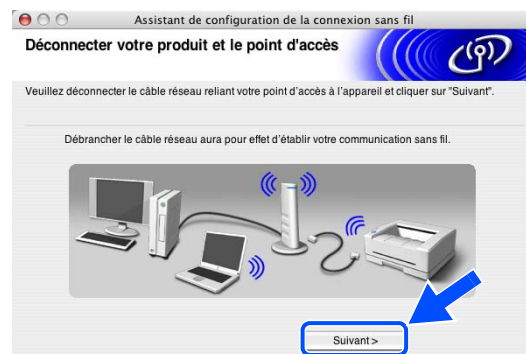 Assistant de configuration de la connexion sans fil
Déconnecter votre produit et le point d'accès
Veuillez déconnecter le câble réseau reliant votre point d'accès à l'appareil et cliquer sur "Suivant".
Débrancher le câble réseau aura pour effet d'établir votre communication sans fil.
Suivant >